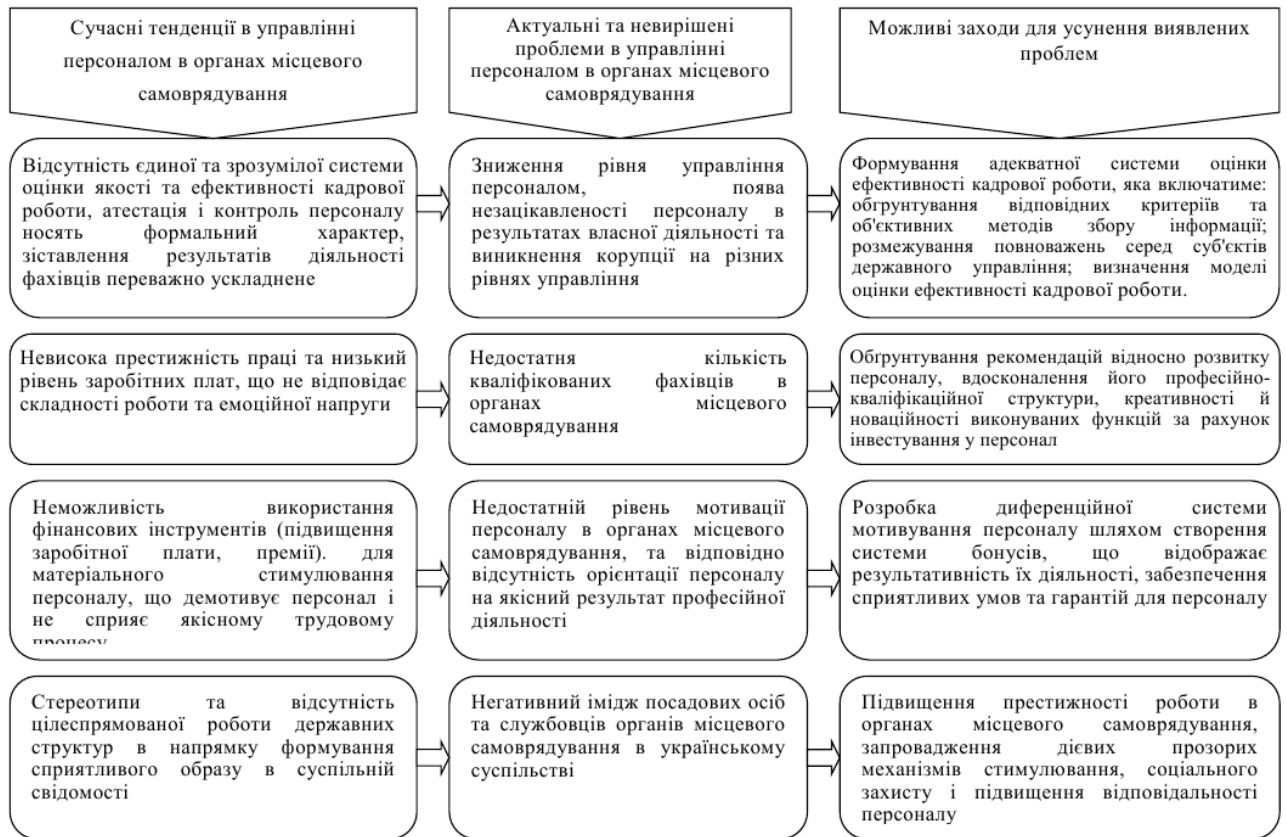 Сучасні тенденції в управлінні
персоналом в органах місцевого
самоврядування
Актуальні та невирішені
проблеми в управлінні
персоналом в органах місцевого
самоврядування
Можливі заходи для усунення виявлених
проблем
Відсутність єдиної та зрозумілої системи
оцінки якості та ефективності кадрової
роботи, атестація і контроль персоналу
носять формальний характер,
зіставлення результатів діяльності
фахівців переважно ускладнене
Зниження рівня управління
персоналом, поява
незацікавленості персоналу в
результатах власної діяльності та
виникнення корупції на різних
рівнях управління
Формування адекватної системи оцінки
ефективності кадрової роботи, яка включатиме:
обгрунтування відповідних критеріїв та
об'єктивних методів збору інформації;
розмежування повноважень серед суб'єктів
державного управління; визначення моделі
оцінки ефективності кадрової роботи.
Невисока престижність праці та низький
рівень заробітних плат, що не відповідає
складності роботи та емоційної напруги
Недостатня кількість
кваліфікованих фахівців в
органах місцевого
самоврядування
Обґрунтування рекомендацій відносно розвитку
персоналу, вдосконалення його професійно-
кваліфікаційної структури, креативності й
новаційності виконуваних функцій за рахунок
інвестування у персонал
Неможливість використання
фінансових інструментів (підвищення
заробітної плати, премії). для
матеріального стимулювання
персоналу, що демотивує персонал і
не сприяє якісному трудовому
процесу
Недостатній рівень мотивації
персоналу в органах місцевого
самоврядування, та відповідно
відсутність орієнтації персоналу
на якісний результат професійної
діяльності
Розробка диференційної системи
мотивування персоналу шляхом створення
системи бонусів, що відображає
результативність їх діяльності, забезпечення
сприятливих умов та гарантій для персоналу
Стереотипи та відсутність
цілеспрямованої роботи державних
структур в напрямку формування
сприятливого образу в суспільній
свідомості
Негативний імідж посадових осіб
та службовців органів місцевого
самоврядування в українському
суспільстві
Підвищення престижності роботи в
органах місцевого самоврядування,
запровадження дієвих прозорих
механізмів стимулювання, соціального
захисту і підвищення відповідальності
персоналу